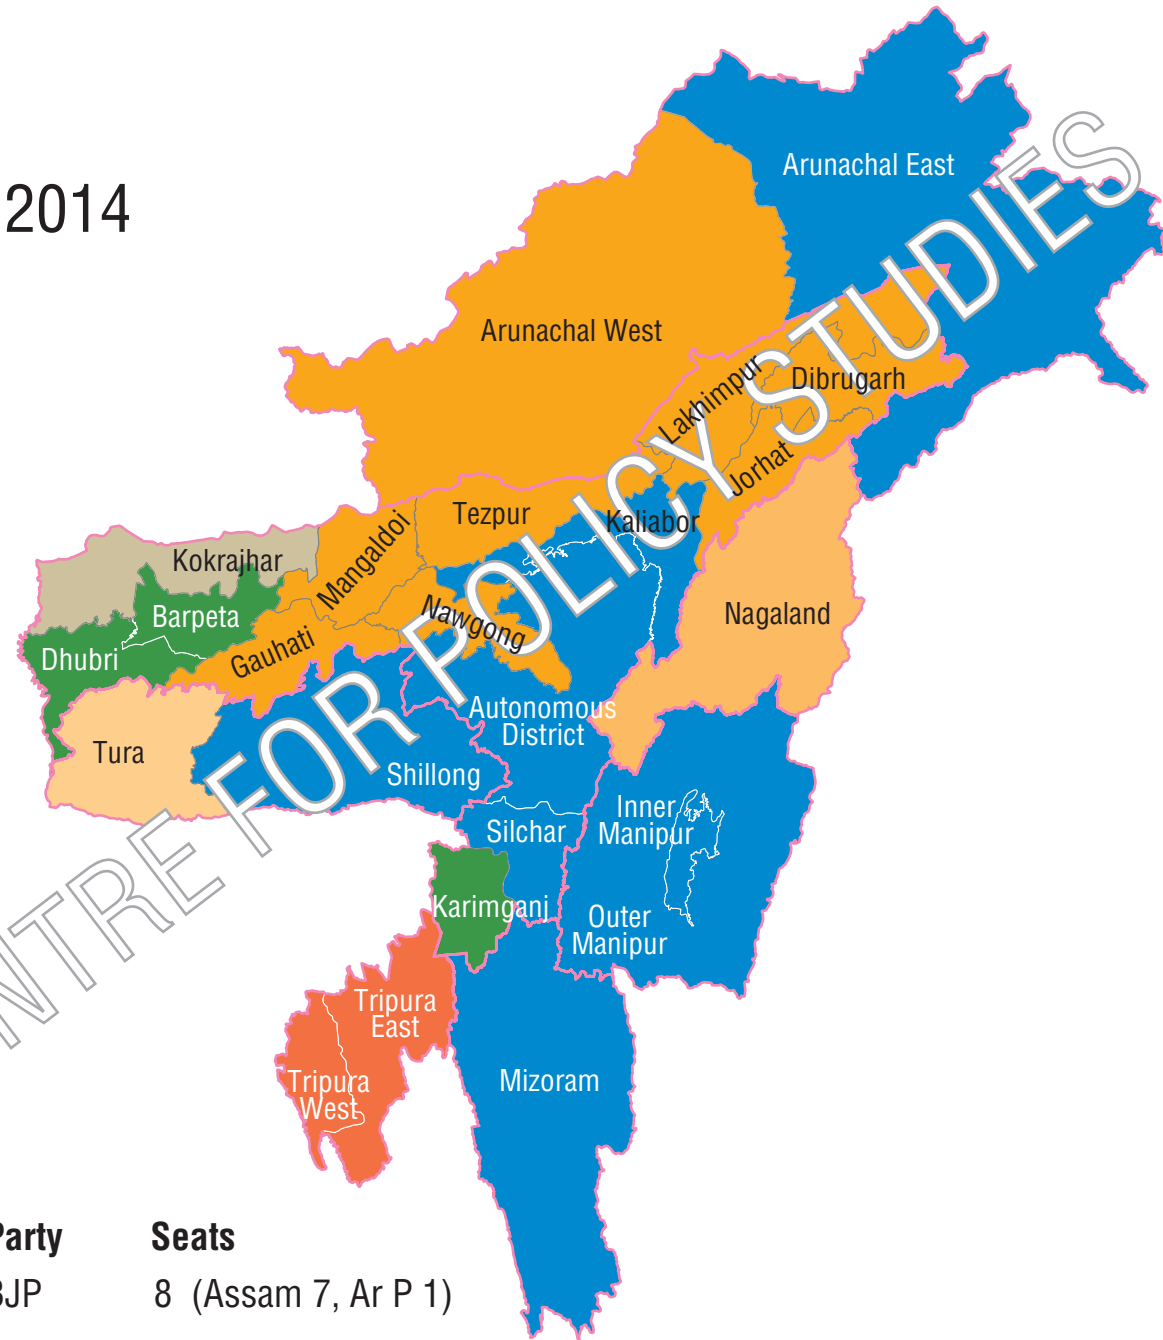 2014
Arunachal East
Arunachal West
Lakhimpur
Dibrugarh
Jorhat
Tezpur
Kaliabor
Mangaldoi
Kokrajhar
Barpeta
Nawgong
Nagaland
Gauhati
Dhubri
Autonomous
District
Tura
Shillong
Inner
Manipur
Silchar
Karimganj
Outer
Manipur
Tripura
East
Tripura
West
Mizoram
NTRE FOR POLICY STUDIES
Party Seats
BJP 8 (Assam 7, Ar P 1)